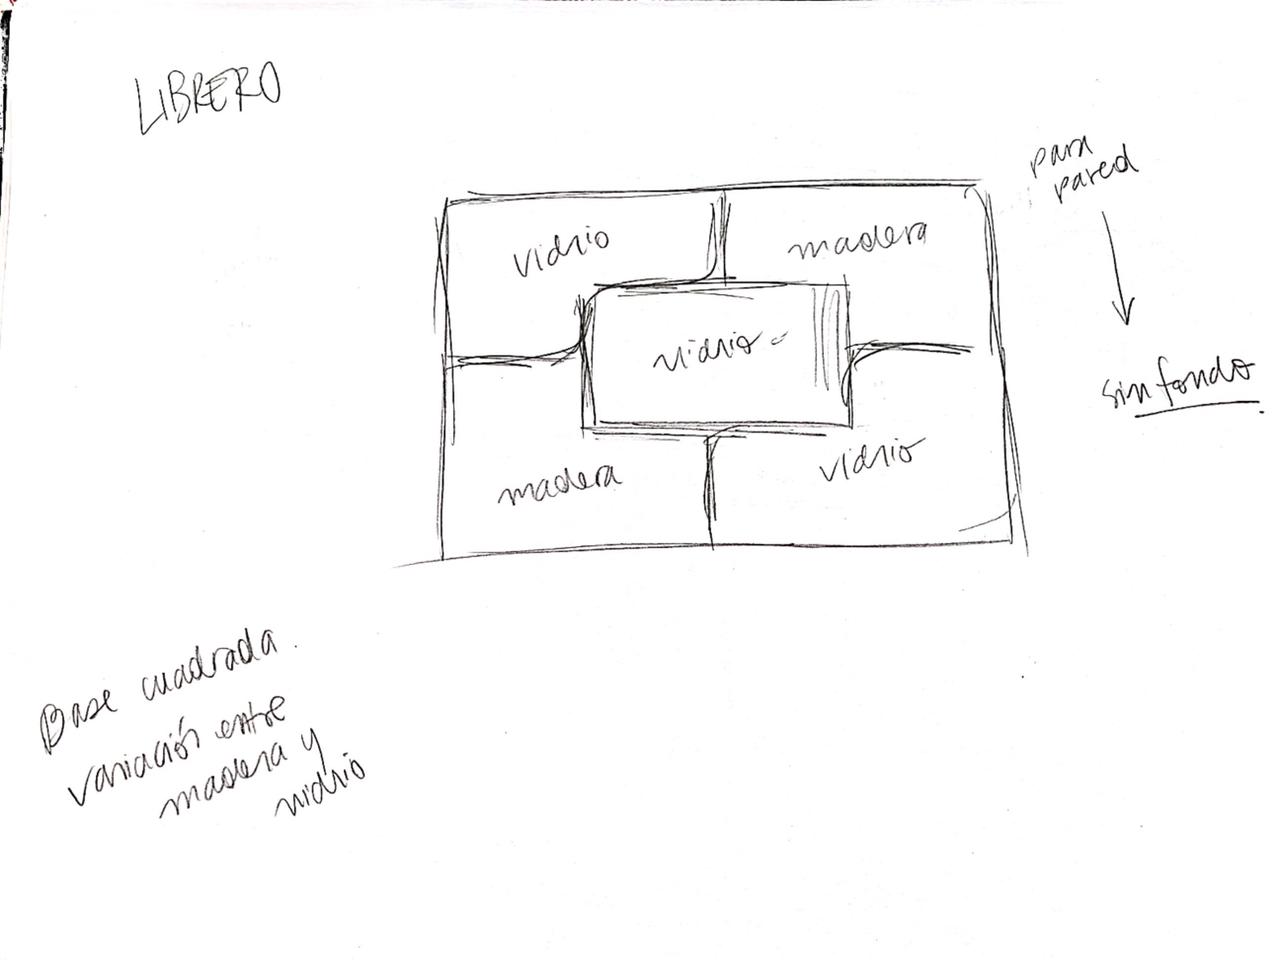 LIBRERO
para
pared
vidrio
madera
vidrio
sin fondo
madera
vidrio
Base cuadrada.
variación entre
madera y
vidrio